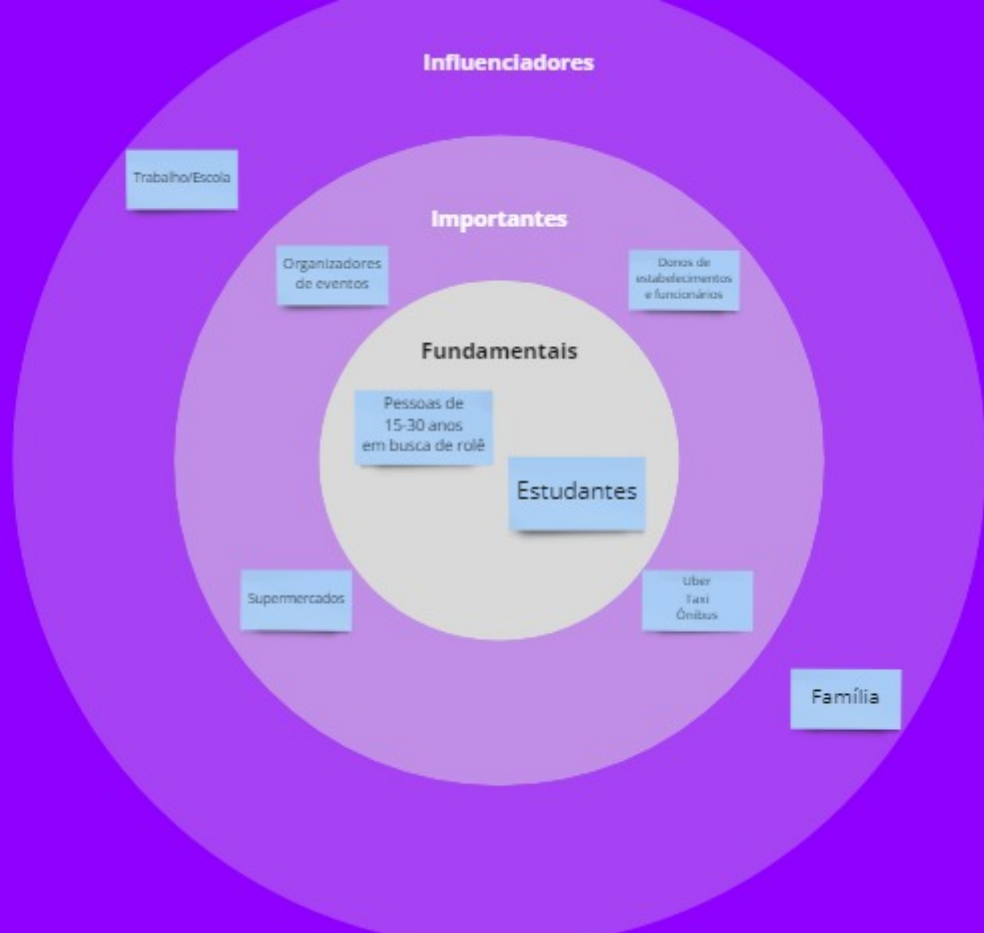 Influenciadores
Trabalho/Escola
Importantes
Organizadores
de eventos
Donos de
estabelecimentos
e funcionários
Fundamentais
Pessoas de
15-30 anos
em busca de rolê
Estudantes
Supermercados
Uber
Taxi
Ônibus
Família